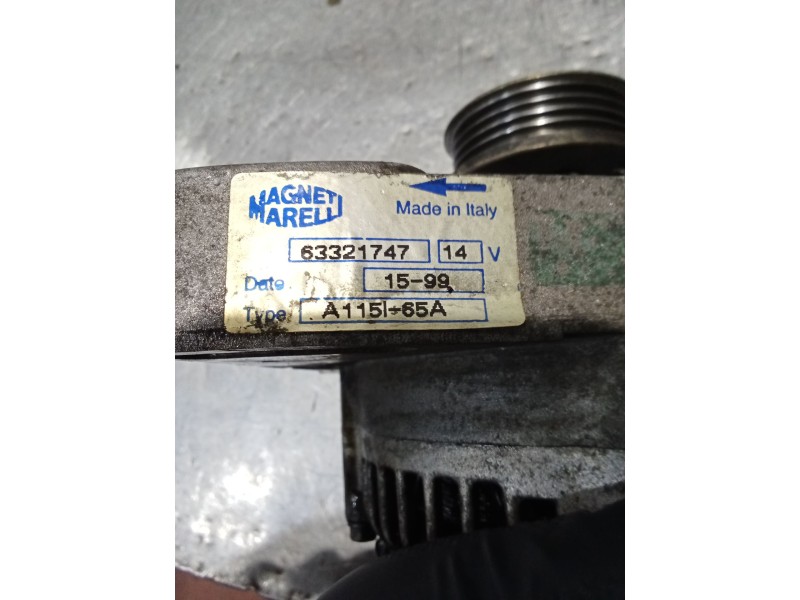 MAGNETI
MARELLI
Made in Italy
63321747 14 V
Date 15-99
Type A115I-65A